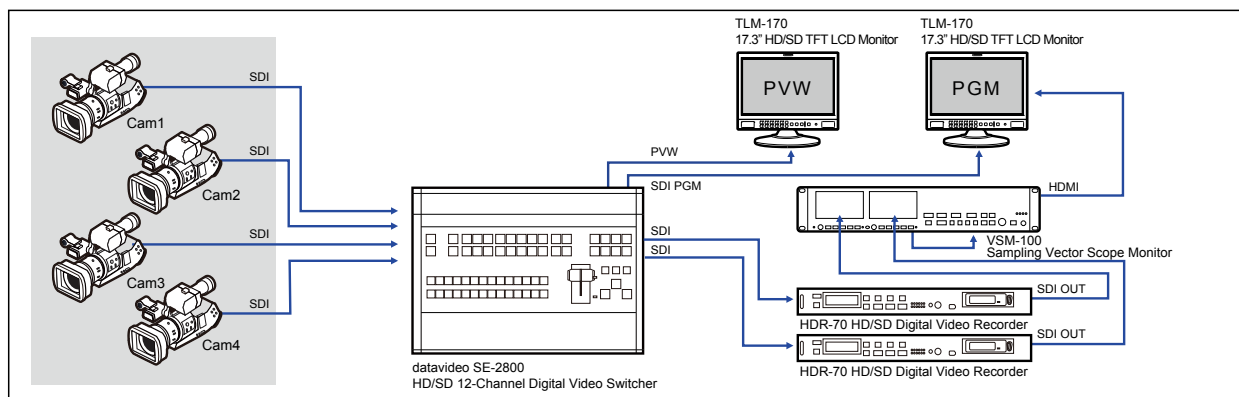 SDI
Cam1
SDI
Cam2
SDI
Cam3
SDI
Cam4
datavideo SE-2800
HD/SD 12-Channel Digital Video Switcher
PVW
SDI PGM
SDI
SDI
TLM-170
17.3" HD/SD TFT LCD Monitor
PVW
TLM-170
17.3" HD/SD TFT LCD Monitor
PGM
HDMI
VSM-100
Sampling Vector Scope Monitor
SDI OUT
HDR-70 HD/SD Digital Video Recorder
SDI OUT
HDR-70 HD/SD Digital Video Recorder